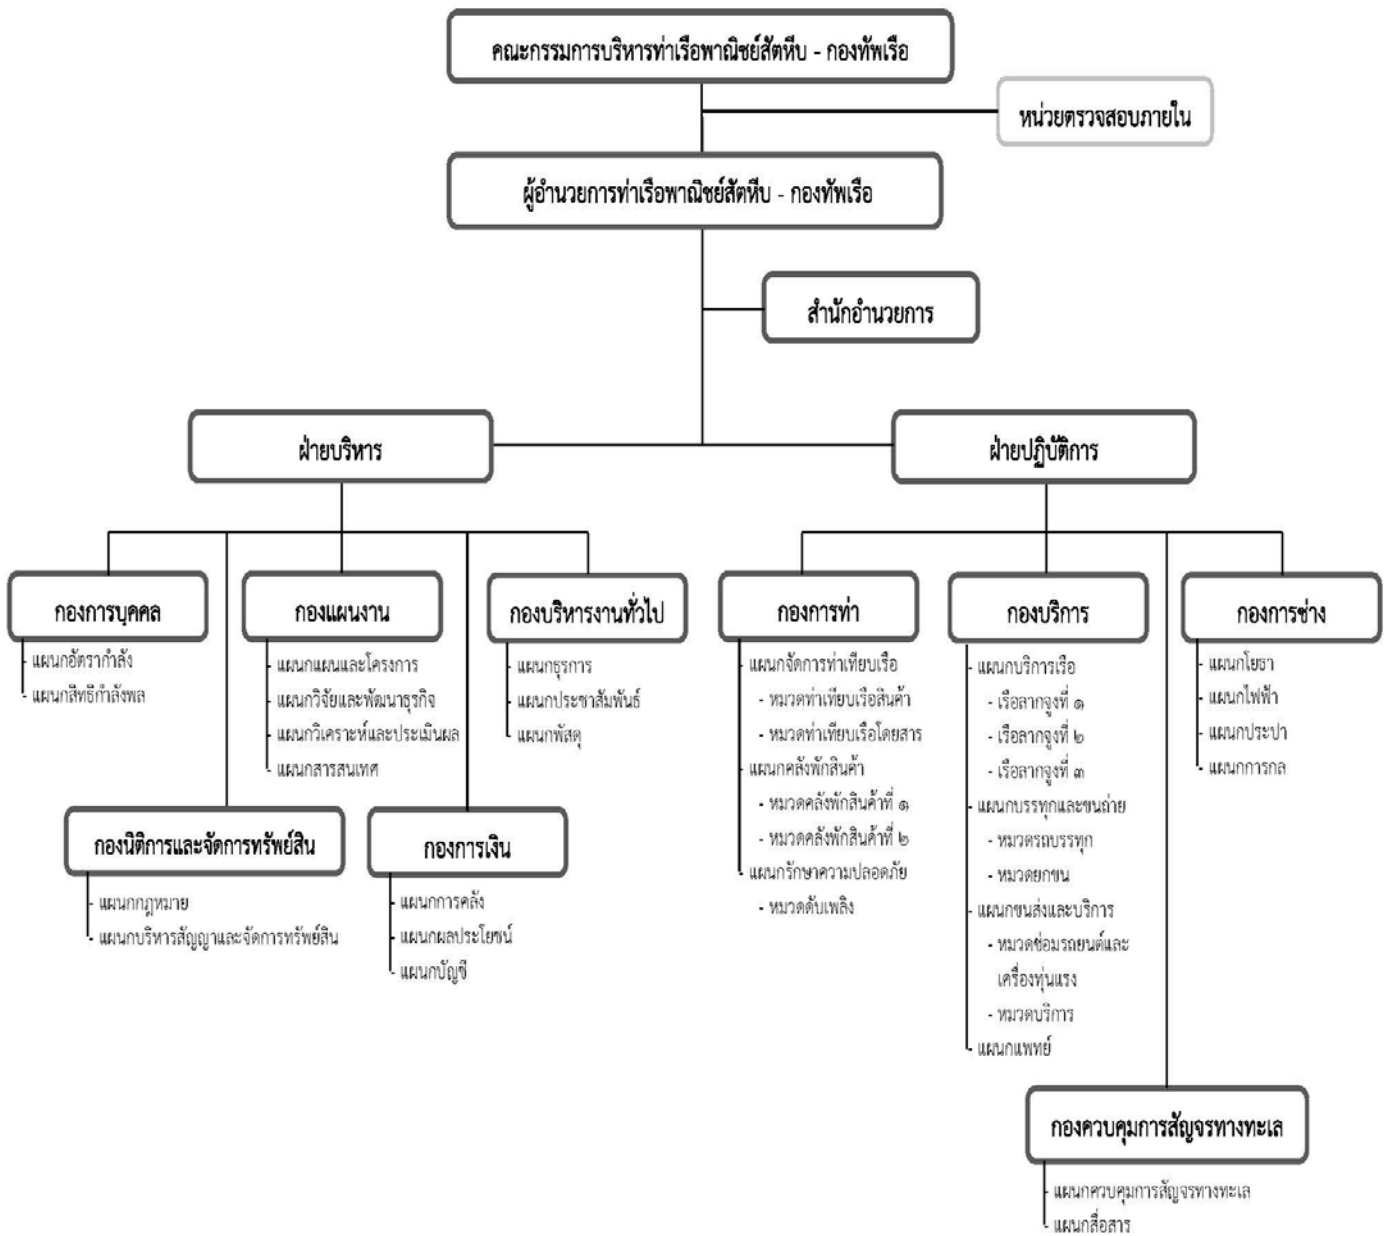 คณะกรรมการบริหารท่าเรือพาณิชย์สัตหีบ - กองทัพเรือ
หน่วยตรวจสอบภายใน
ผู้อำนวยการท่าเรือพาณิชย์สัตหีบ - กองทัพเรือ
สำนักอำนวยการ
ฝ่ายบริหาร
ฝ่ายปฏิบัติการ
กองการบุคคล
- แผนกอัตรากำลัง
- แผนกสิทธิกำลังพล
กองแผนงาน
- แผนกแผนและโครงการ
- แผนกวิจัยและพัฒนาธุรกิจ
- แผนกวิเคราะห์และประเมินผล
- แผนกสารสนเทศ
กองบริหารงานทั่วไป
- แผนกธุรการ
- แผนกประชาสัมพันธ์
- แผนกพัสดุ
กองนิติการและจัดการทรัพย์สิน
- แผนกกฎหมาย
- แผนกบริหารสัญญาและจัดการทรัพย์สิน
กองการเงิน
- แผนกการคลัง
- แผนกผลประโยชน์
- แผนกบัญชี
กองการท่า
- แผนกจัดการท่าเทียบเรือ
- หมวดท่าเทียบเรือสินค้า
- หมวดท่าเทียบเรือโดยสาร
- แผนกคลังพักสินค้า
- หมวดคลังพักสินค้าที่ ๑
- หมวดคลังพักสินค้าที่ ๒
- แผนกรักษาความปลอดภัย
- หมวดดับเพลิง
กองบริการ
- แผนกบริการเรือ
- เรือลากจูงที่ ๑
- เรือลากจูงที่ ๒
- เรือลากจูงที่ ๓
- แผนกบรรทุกและขนถ่าย
- หมวดรถบรรทุก
- หมวดยกขน
- แผนกขนส่งและบริการ
- หมวดซ่อมรถยนต์และ
เครื่องทุ่นแรง
- หมวดบริการ
- แผนกแพทย์
กองการช่าง
- แผนกโยธา
- แผนกไฟฟ้า
- แผนกประปา
- แผนกการกล
กองควบคุมการสัญจรทางทะเล
- แผนกควบคุมการสัญจรทางทะเล
- แผนกสื่อสาร